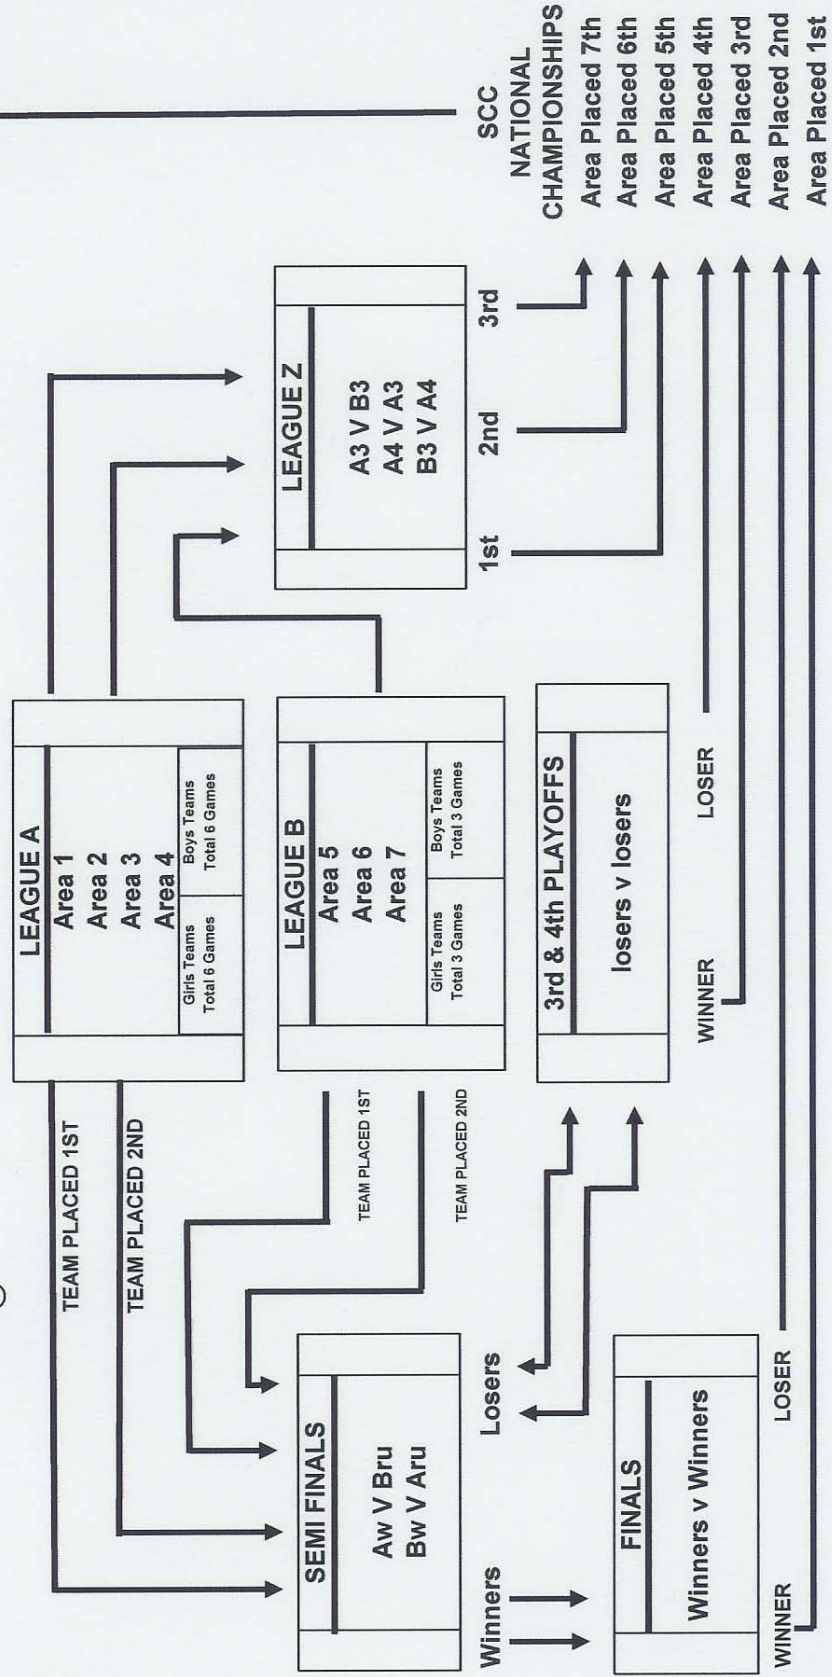 LEAGUE A
Area 1
Area 2
Area 3
Area 4
Girls Teams
Total 6 Games
Boys Teams
Total 6 Games
TEAM PLACED 1ST
TEAM PLACED 2ND
LEAGUE B
Area 5
Area 6
Area 7
Girls Teams
Total 3 Games
Boys Teams
Total 3 Games
TEAM PLACED 1ST
TEAM PLACED 2ND
SEMI FINALS
Aw V Bru
Bw V Aru
Winners
Losers
3rd & 4th PLAYOFFS
losers v losers
WINNER
LOSER
LEAGUE Z
A3 V B3
A4 V A3
B3 V A4
1st
2nd
3rd
FINALS
Winners v Winners
WINNER
LOSER
SCC
NATIONAL
CHAMPIONSHIPS
Area Placed 7th
Area Placed 6th
Area Placed 5th
Area Placed 4th
Area Placed 3rd
Area Placed 2nd
Area Placed 1st